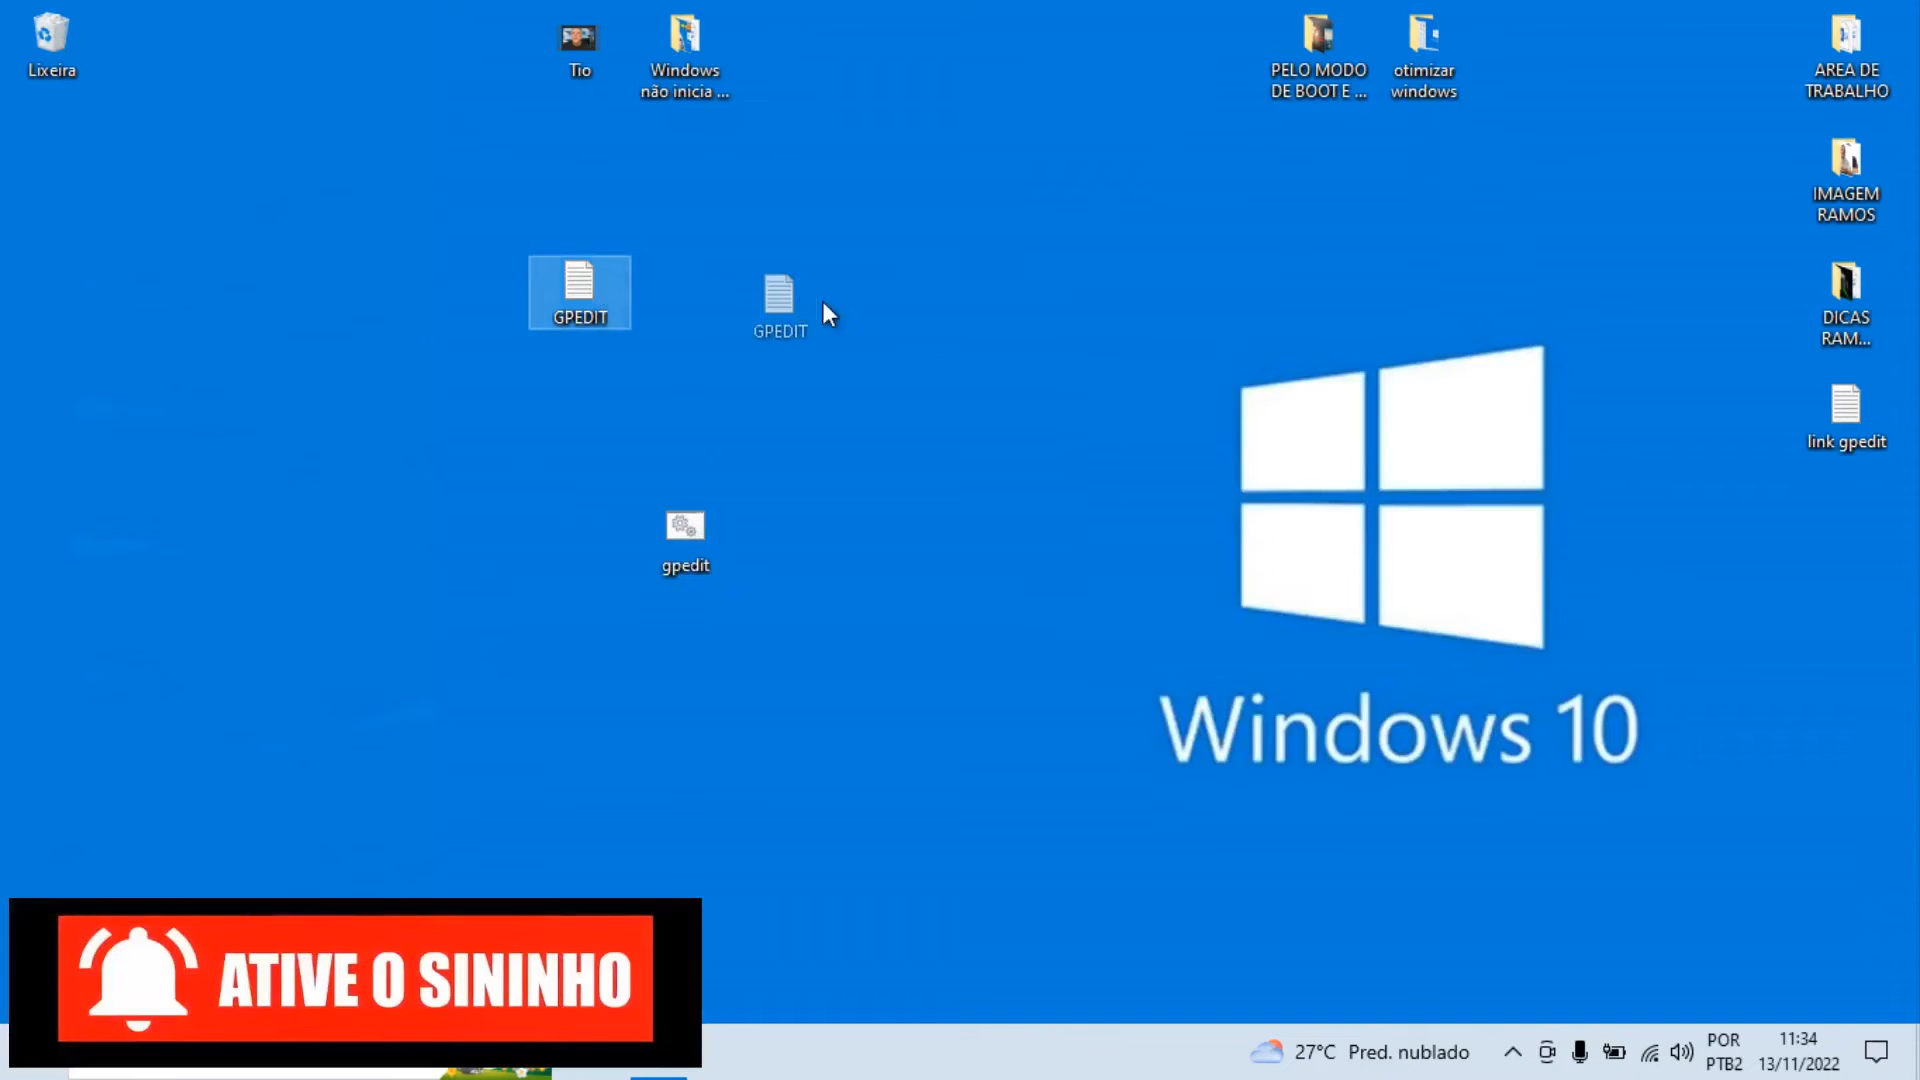 Lixeira
Tio
Windows
não inicia ...
PELO MODO
DE BOOT E ...
otimizar
windows
AREA DE
TRABALHO
IMAGEM
RAMOS
GPEDIT
GPEDIT
DICAS
RAM...
link gpedit
gpedit
Windows 10
ATIVE O SININHO
27°C Pred. nublado
POR
PTB2
11:34
13/11/2022